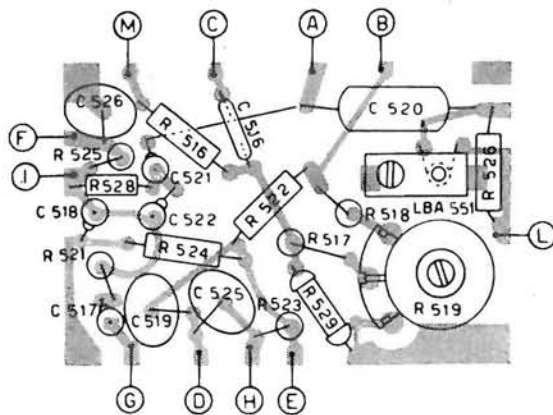 M C A B
C 526
R 516
C 516
C 520
F
R 525
J
C 521
R 528
R 522
R 526
C 518
C 522
R 518
LBA 551
L
R 521
R 524
R 517
C 517
C 519
C 525
R 523
R 529
R 519
G D H E